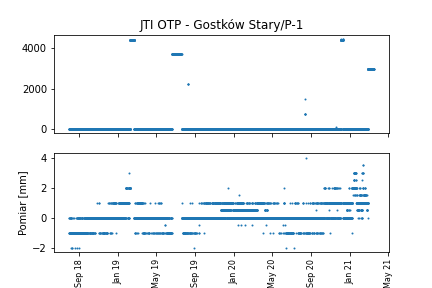 JTI OTP - Gostków Stary/P-1
4000
2000
0
4
2
0
−2
Pomiar [mm]
Sep 18
Jan 19
May 19
Sep 19
Jan 20
May 20
Sep 20
Jan 21
May 21